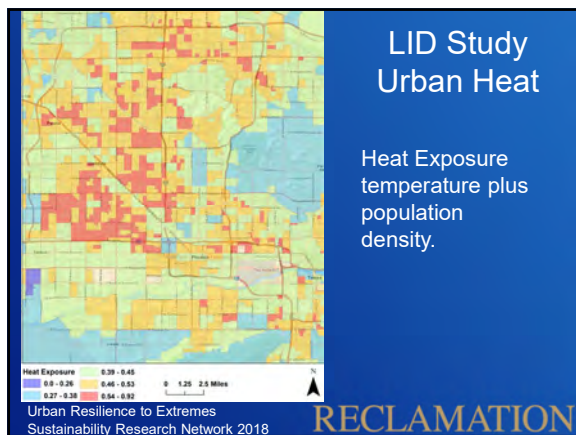 LID Study
Urban Heat
Heat Exposure
temperature plus
population
density.
Phoenix
Heat Exposure
0.0 - 0.26
0.27 - 0.38
0.39 - 0.45
0.46 - 0.53
0.54 - 0.92
0 1.25 2.5 Miles
N
Urban Resilience to Extremes
Sustainability Research Network 2018
RECLAMATION